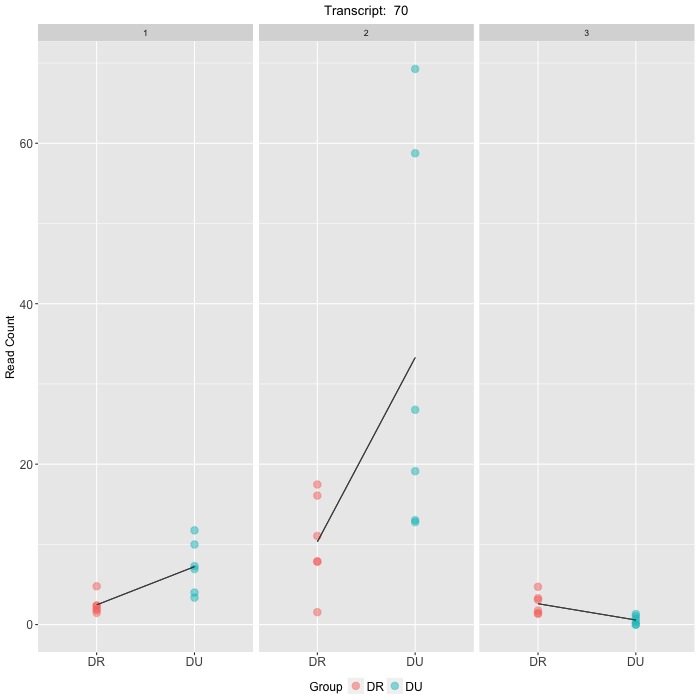 Transcript:  70
1
2
3
Read Count
60
40
20
0
DR
DU
DR
DU
DR
DU
Group DR DU